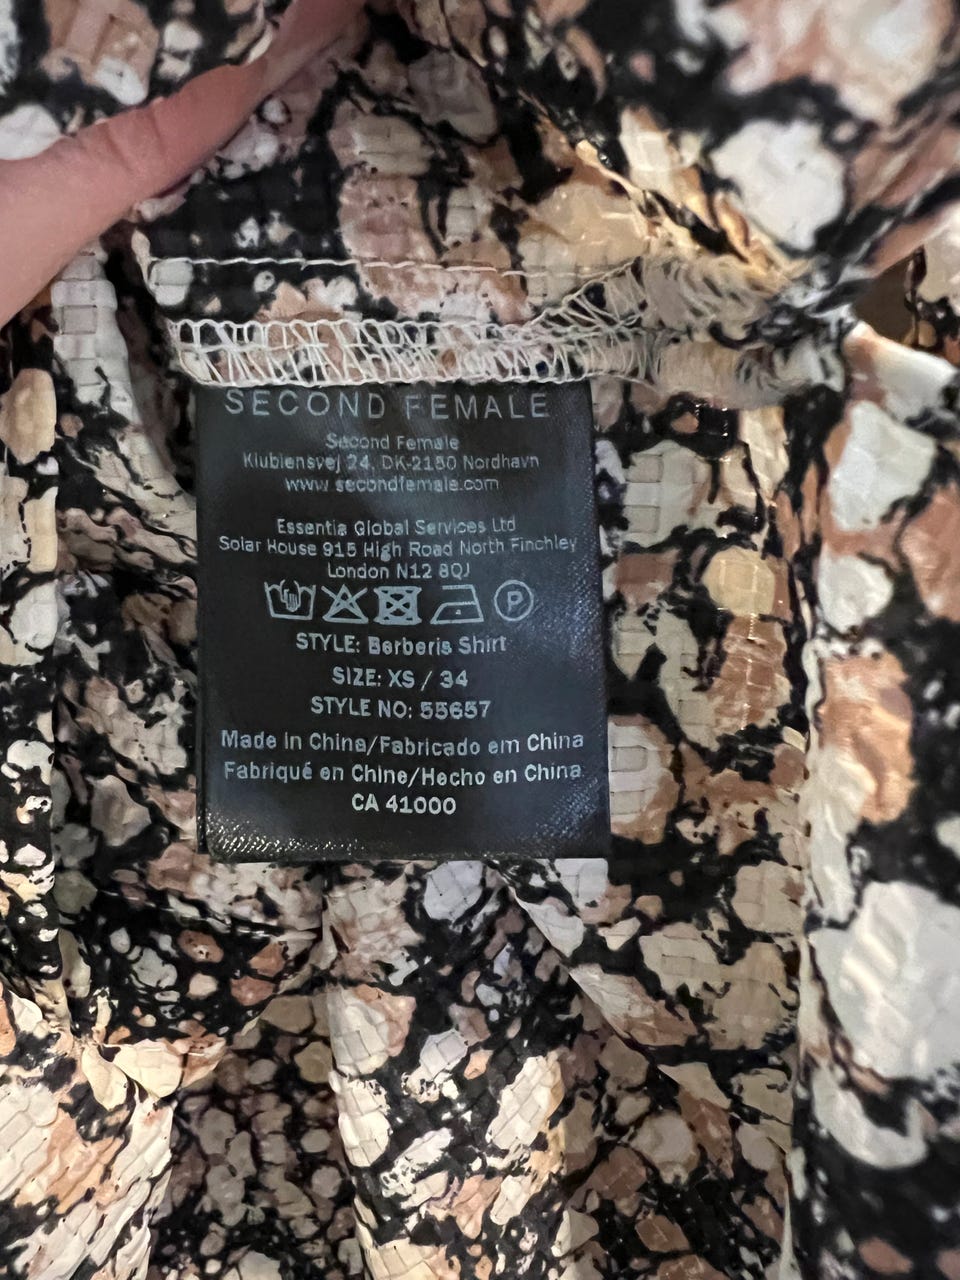 SECOND FEMALE
Second Female
Klubiensvej 24, DK-2150 Nordhavn
www.secondfemale.com
Essentia Global Services Ltd
Solar House 915 High Road North Finchley
London N12 8QJ
P
STYLE: Berberis Shirt
SIZE: XS / 34
STYLE NO: 55657
Made in China/Fabricado em China
Fabriqué en Chine/Hecho en China
CA 41000